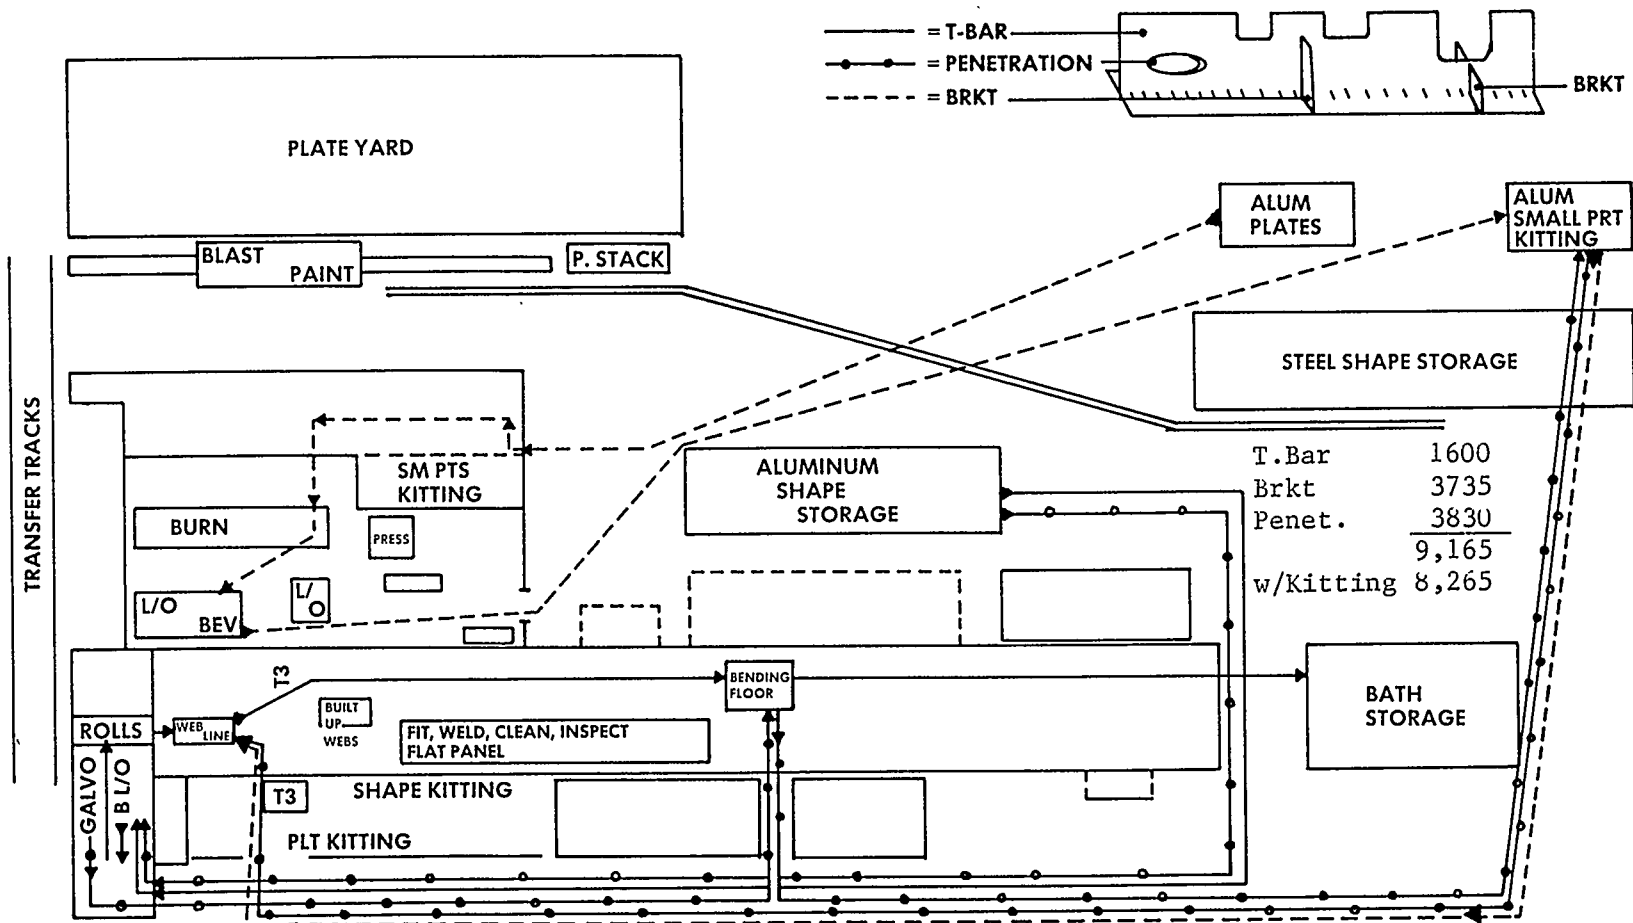 = T-BAR
= PENETRATION
= BRKT
BRKT
PLATE YARD
ALUM
PLATES
ALUM
SMALL PRT
KITTING
BLAST
PAINT
P. STACK
TRANSFER TRACKS
STEEL SHAPE STORAGE
SM PTS
KITTING
ALUMINUM
SHAPE
STORAGE
T.Bar 1600
Brkt 3735
Penet. 3830
9,165
w/Kitting 8,265
BURN
PRESS
L/O
BEV
L/
O
T3
BENDING
FLOOR
BATH
STORAGE
BUILT
UP
WEBS
ROLLS
WEB
LINE
FIT, WELD, CLEAN, INSPECT
FLAT PANEL
GALVO
B L/O
T3
SHAPE KITTING
PLT KITTING